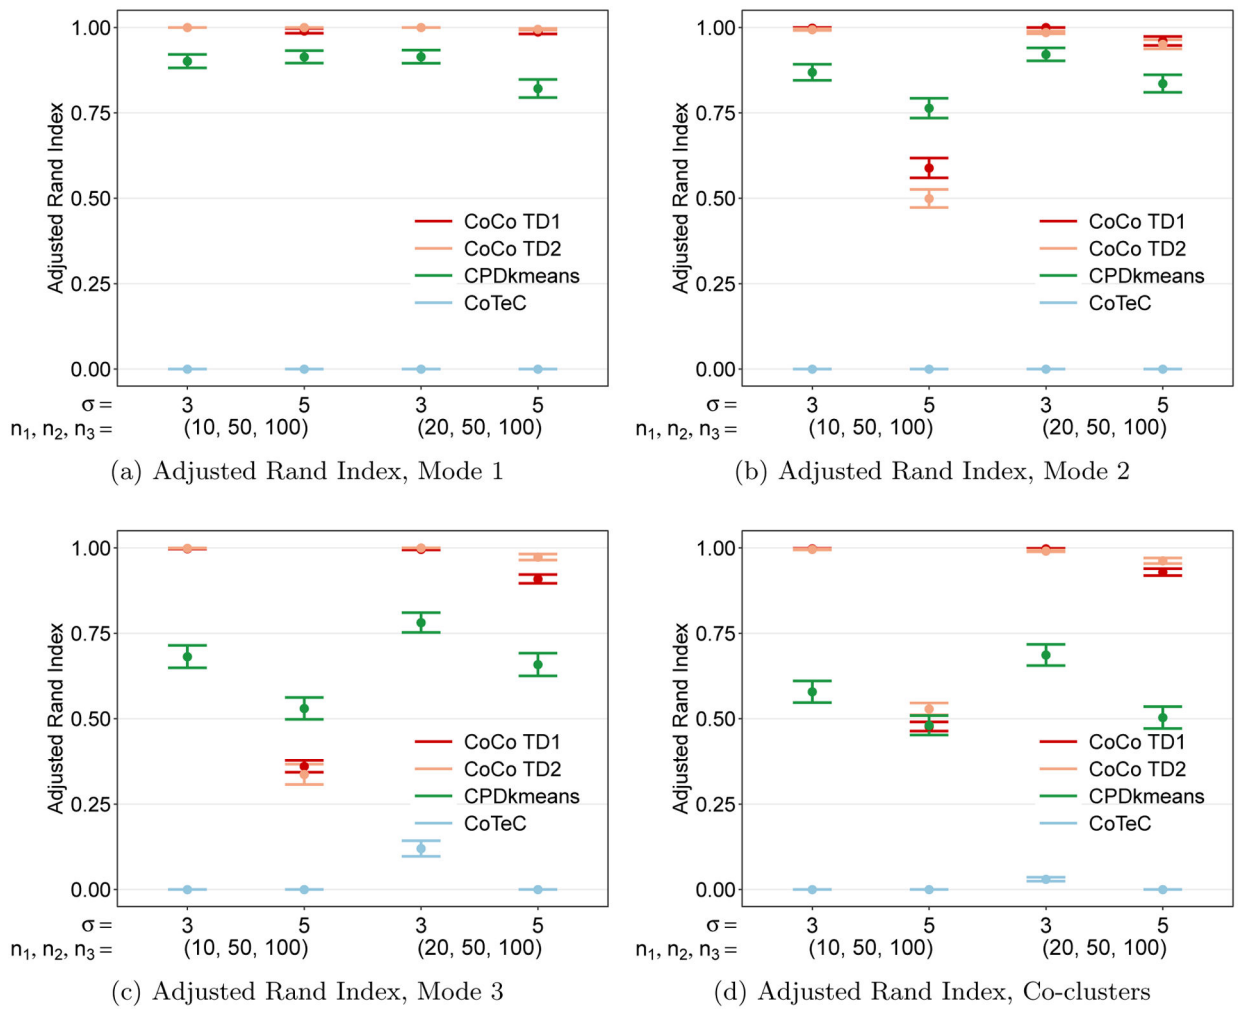 Adjusted Rand Index
1.00
0.75
0.50
0.25
0.00
CoCo TD1
CoCo TD2
CPDkmeans
CoTeC
σ = 3 5 3 5
n₁, n₂, n₃ = (10, 50, 100) (20, 50, 100)
(a) Adjusted Rand Index, Mode 1
Adjusted Rand Index
1.00
0.75
0.50
0.25
0.00
CoCo TD1
CoCo TD2
CPDkmeans
CoTeC
σ = 3 5 3 5
n₁, n₂, n₃ = (10, 50, 100) (20, 50, 100)
(b) Adjusted Rand Index, Mode 2
Adjusted Rand Index
1.00
0.75
0.50
0.25
0.00
CoCo TD1
CoCo TD2
CPDkmeans
CoTeC
σ = 3 5 3 5
n₁, n₂, n₃ = (10, 50, 100) (20, 50, 100)
(c) Adjusted Rand Index, Mode 3
Adjusted Rand Index
1.00
0.75
0.50
0.25
0.00
CoCo TD1
CoCo TD2
CPDkmeans
CoTeC
σ = 3 5 3 5
n₁, n₂, n₃ = (10, 50, 100) (20, 50, 100)
(d) Adjusted Rand Index, Co-clusters